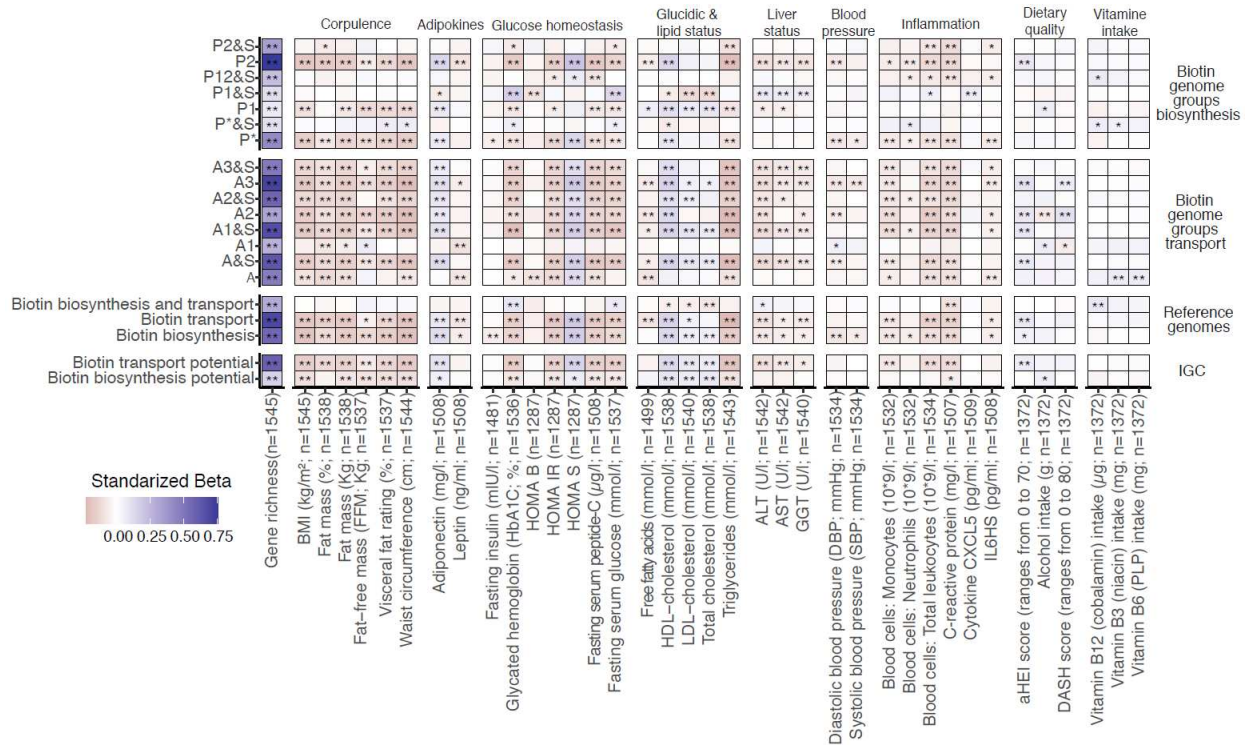 Corpulence
Adipokines
Glucose homeostasis
Glucidic &
lipid status
Liver
status
Blood
pressure
Inflammation
Dietary
quality
Vitamine
intake
P2&S
P2
P12&S
P1&S
P1
P*&S
P*
Biotin
genome
groups
biosynthesis
A3&S
A3
A2&S
A2
A1&S
A1
A&S
A
Biotin
genome
groups
transport
Biotin biosynthesis and transport
Biotin transport
Biotin biosynthesis
Reference
genomes
Biotin transport potential
Biotin biosynthesis potential
IGC
Standarized Beta
0.00 0.25 0.50 0.75
Gene richness(n=1545)
BMI (kg/m²; n=1545)
Fat mass (%; n=1538)
Fat mass (Kg; n=1538)
Fat−free mass (FFM; Kg; n=1537)
Visceral fat rating (%; n=1537)
Waist circumference (cm; n=1544)
Adiponectin (mg/l; n=1508)
Leptin (ng/ml; n=1508)
Fasting insulin (mIU/l; n=1481)
Glycated hemoglobin (HbA1C; %; n=1536)
HOMA B (n=1287)
HOMA IR (n=1287)
HOMA S (n=1287)
Fasting serum peptide-C (µg/l; n=1508)
Fasting serum glucose (mmol/l; n=1537)
Free fatty acids (mmol/l; n=1499)
HDL−cholesterol (mmol/l; n=1539)
LDL−cholesterol (mmol/l; n=1540)
Total cholesterol (mmol/l; n=1538)
Triglycerides (mmol/l; n=1543)
ALT (U/l; n=1542)
AST (U/l; n=1542)
GGT (U/l; n=1540)
Diastolic blood pressure (DBP; mmHg; n=1534)
Systolic blood pressure (SBP; mmHg; n=1534)
Blood cells: Monocytes (10*9/l; n=1532)
Blood cells: Neutrophils (10*9/l; n=1532)
Blood cells: Total leukocytes (10*9/l; n=1534)
C-reactive protein (mg/l; n=1507)
Cytokine CXCL5 (pg/ml; n=1509)
IL6HS (pg/ml; n=1508)
aHEI score (ranges from 0 to 70; n=1372)
Alcohol intake (g; n=1372)
DASH score (ranges from 0 to 80; n=1372)
Vitamin B12 (cobalamin) intake (µg; n=1372)
Vitamin B3 (niacin) intake (mg; n=1372)
Vitamin B6 (PLP) intake (mg; n=1372)